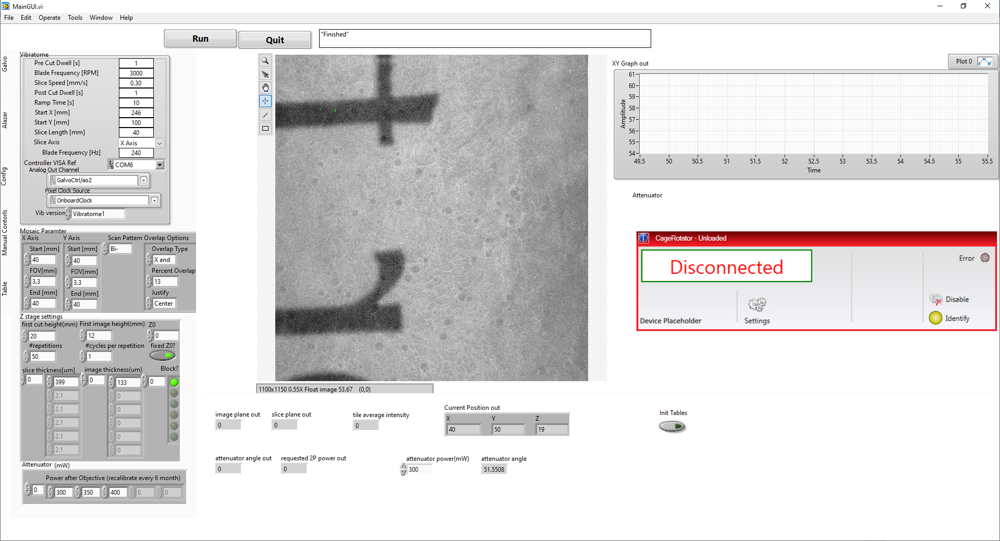 MainGUI.vi
File Edit Operate Tools Window Help
Run Quit "Finished"
Galvo
Alazar
Config
Manual Contorls
Table
Vibratome
Pre Cut Dwell [s] 1
Blade Frequency [RPM] 3000
Slice Speed [mm/s] 0.30
Post Cut Dwell [s] 1
Ramp Time [s] 10
Start X [mm] 246
Start Y [mm] 100
Slice Length [mm] 40
Slice Axis X Axis
Blade Frequency [Hz] 240
Controller VISA Ref COM6
Analog Out Channel
GalvoCtrl/ao2
Pixel Clock Source
OnboardClock
Vib version Vibratome1
Mosaic Paramter
X Axis Y Axis Scan Pattern Overlap Options
Start [mm] Start [mm] Bi- Overlap Type
40 40 X and
FOV[mm] FOV[mm] Percent Overlap
3.3 3.3 13
End [mm] End [mm] Justify
40 40 Center
Z stage settings
first cut height(mm) First image height(mm) Z0
20 12 0
#repetitions #cycles per repetition fixed Z0?
50 1
slice thickness[um] image thickness(um) Block?
0 399 0 133 0
2.1 0
2.1 0
2.1 0
2.1 0
2.1 0
Attenuator (mW)
Power after Objective (recalibrate every 6 month)
0 300 350 400 0 0
1100x1150 0.55X Float image 53.67 (0,0)
image plane out slice plane out tile average intensity
0 0 0
Current Position out
X Y Z
40 50 19
attenuator angle out requested 2P power out attenuator power(mW) attenuator angle
0 0 300 51.5508
Init Tables
XY Graph out
Plot 0
Amplitude
61
60
59
58
57
56
55
54
49.5 50 50.5 51 51.5 52 52.5 53 53.5 54 54.5 55 55.5
Time
Attenuator
CageRotator - Unloaded
Disconnected
Error
Disable
Identify
Device Placeholder
Settings